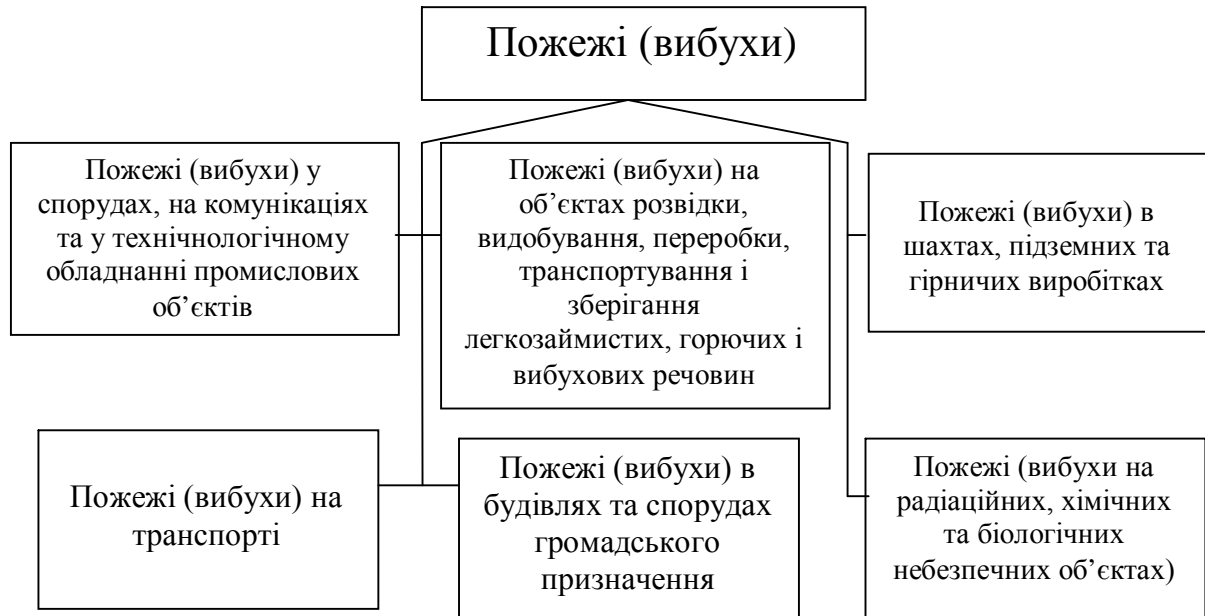 Пожежі (вибухи)
Пожежі (вибухи) у
спорудах, на комунікаціях
та у технічнологічному
обладнанні промислових
об’єктів
Пожежі (вибухи) на
об’єктах розвідки,
видобування, переробки,
транспортування і
зберігання
легкозаймистих, горючих і
вибухових речовин
Пожежі (вибухи) в
шахтах, підземних та
гірничих виробітках
Пожежі (вибухи) на
транспорті
Пожежі (вибухи) в
будівлях та спорудах
громадського
призначення
Пожежі (вибухи на
радіаційних, хімічних
та біологічних
небезпечних об’єктах)